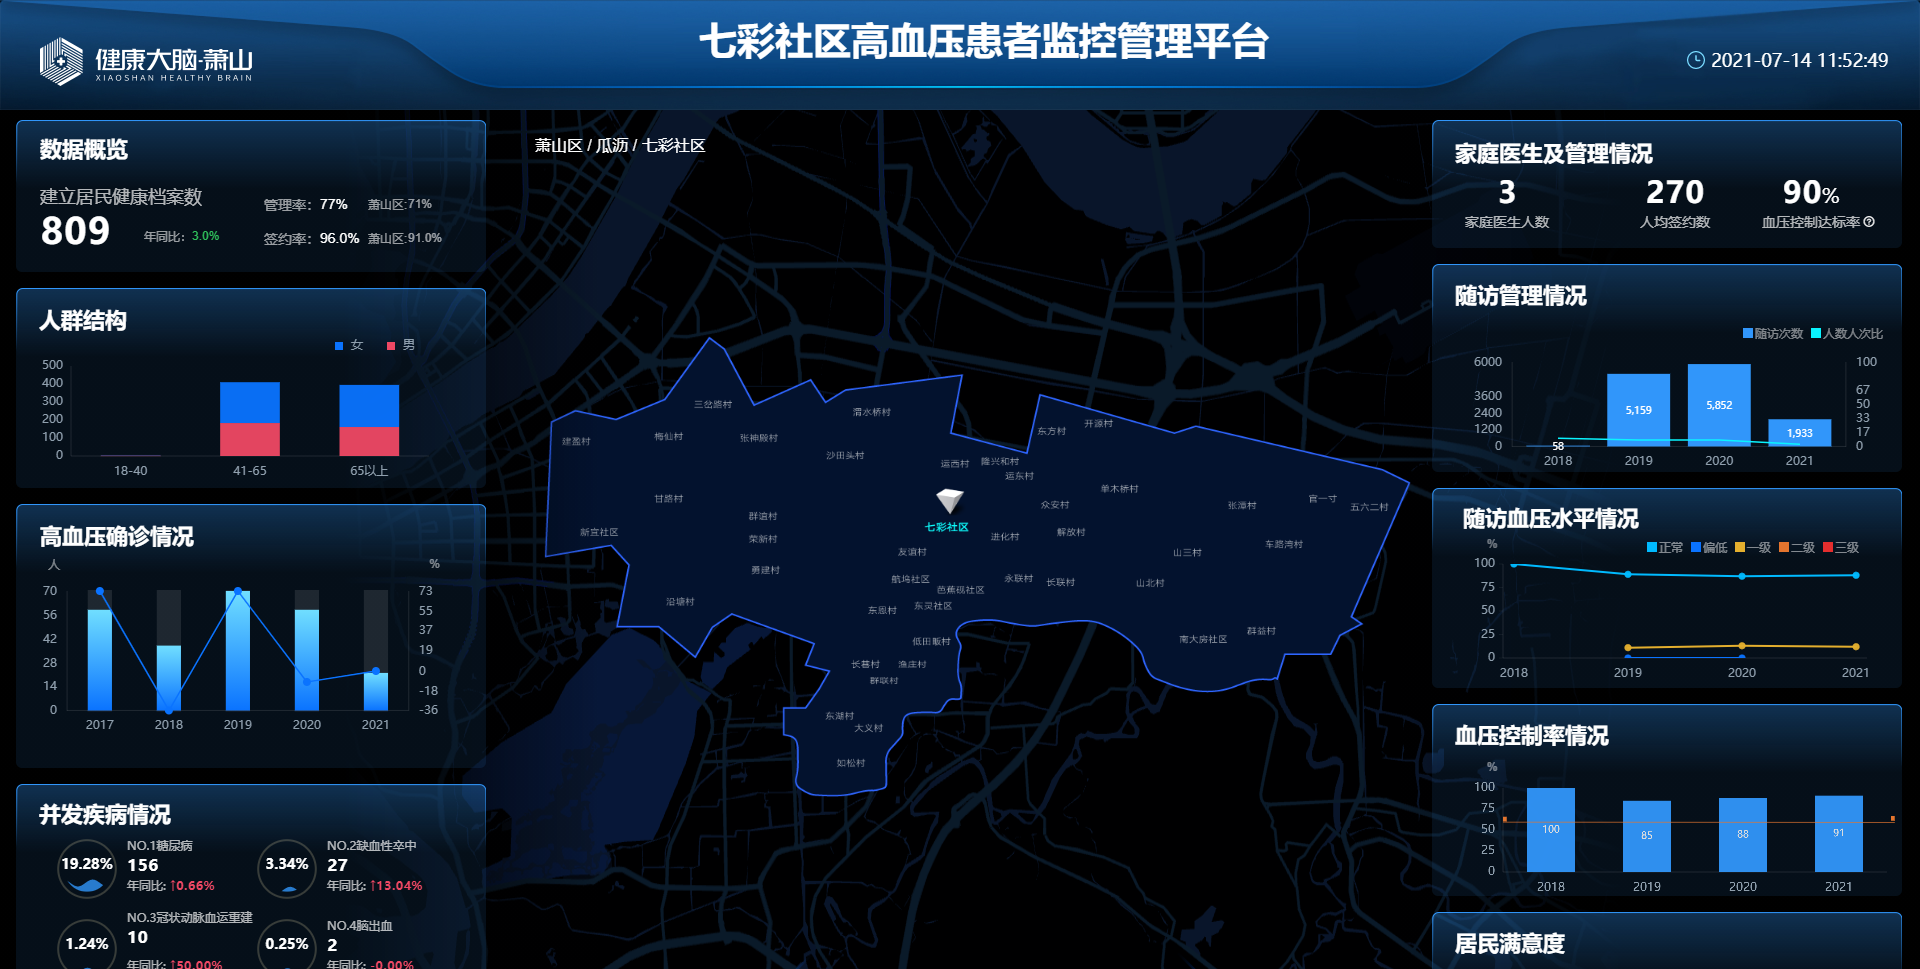 七彩社区高血压患者监控管理平台
健康大脑·萧山
XIAOSHAN HEALTHY BRAIN
2021-07-14 11:52:49
萧山区 / 瓜沥 / 七彩社区
数据概览
建立居民健康档案数
809
年同比: 3.0%
管理率: 77% 萧山区:71%
签约率: 96.0% 萧山区:91.0%
人群结构
女 男
500
400
300
200
100
0
18-40 41-65 65以上
高血压确诊情况
人 %
70 73
56 55
42 37
28 19
14 0
0 -18
-36
2017 2018 2019 2020 2021
并发疾病情况
19.28%
NO.1糖尿病
156
年同比: ↑0.66%
3.34%
NO.2缺血性卒中
27
年同比: ↑13.04%
1.24%
NO.3冠状动脉血运重建
10
年同比: ↑50.00%
0.25%
NO.4脑出血
2
年同比: -0.00%
三岔路村
渭水桥村
建盈村
梅仙村
张神殿村
沙田头村
东方村
开源村
运西村
隆兴和村
运东村
甘路村
群谊村
七彩社区
众安村
单木桥村
张潭村
官一寸
五六二村
新宜社区
荣新村
进化村
解放村
友谊村
山三村
车路湾村
勇建村
航坞社区
芭蕉码社区
永联村
长联村
山北村
沿塘村
东恩村
东灵社区
低田畈村
南大房社区
群益村
长巷村
渔庄村
群联村
东湖村
大义村
如松村
家庭医生及管理情况
3 270 90%
家庭医生人数 人均签约数 血压控制达标率
随访管理情况
随访次数 人数人次比
6000 100
3600 67
2400 50
1200 33
0 17
0
58 5,159 5,852 1,933
2018 2019 2020 2021
随访血压水平情况
%
正常 偏低 一级 二级 三级
100
75
50
25
0
2018 2019 2020 2021
血压控制率情况
%
100
75
50
25
0
100 85 88 91
2018 2019 2020 2021
居民满意度